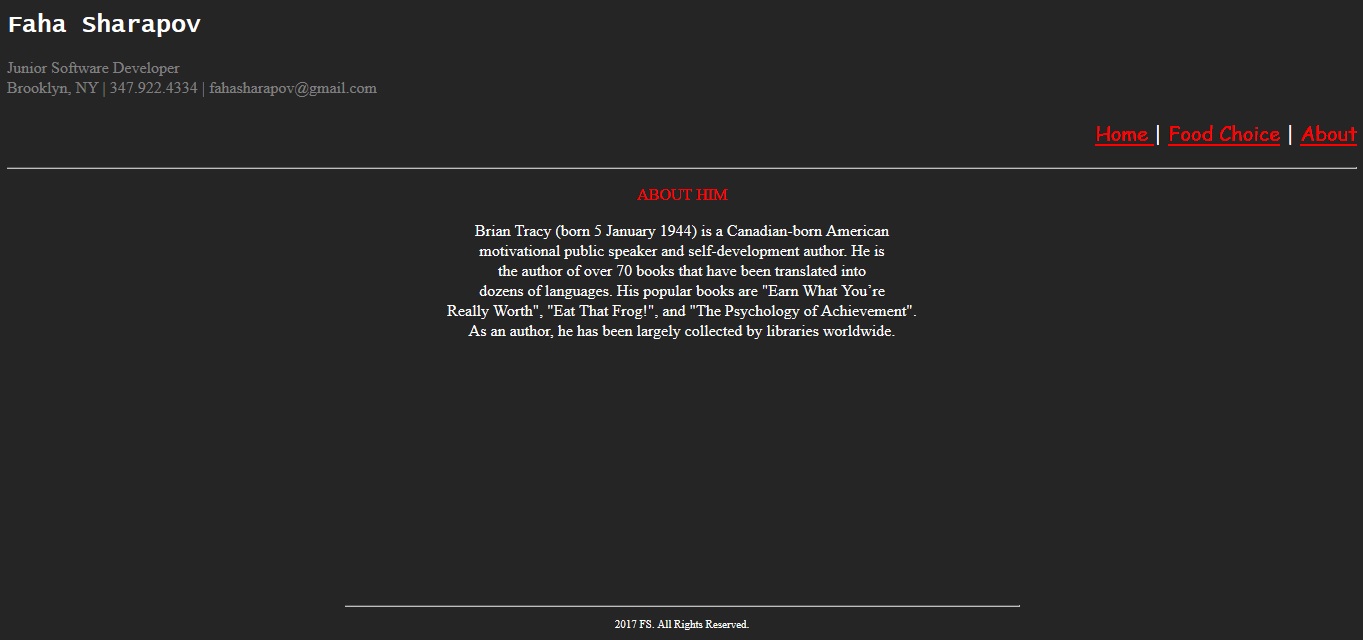 Faha Sharapov
Junior Software Developer
Brooklyn, NY | 347.922.4334 | fahasharapov@gmail.com
Home | Food Choice | About
ABOUT HIM
Brian Tracy (born 5 January 1944) is a Canadian-born American
motivational public speaker and self-development author. He is
the author of over 70 books that have been translated into
dozens of languages. His popular books are "Earn What You’re
Really Worth", "Eat That Frog!", and "The Psychology of Achievement".
As an author, he has been largely collected by libraries worldwide.
2017 FS. All Rights Reserved.